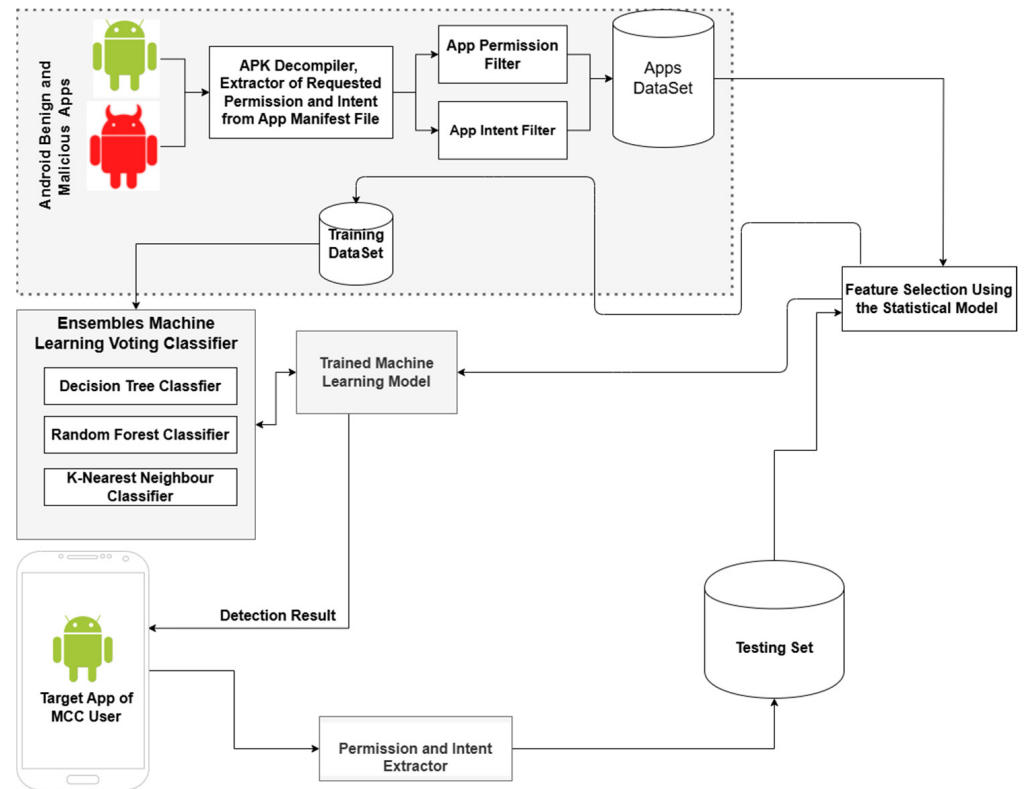 Android Benign and
Malicious Apps
APK Decompiler,
Extractor of Requested
Permission and Intent
from App Manifest File
App Permission
Filter
App Intent Filter
Apps
DataSet
Training
DataSet
Feature Selection Using
the Statistical Model
Ensembles Machine
Learning Voting Classifier
Decision Tree Classfier
Random Forest Classifier
K-Nearest Neighbour
Classifier
Trained Machine
Learning Model
Detection Result
Target App of
MCC User
Permission and Intent
Extractor
Testing Set